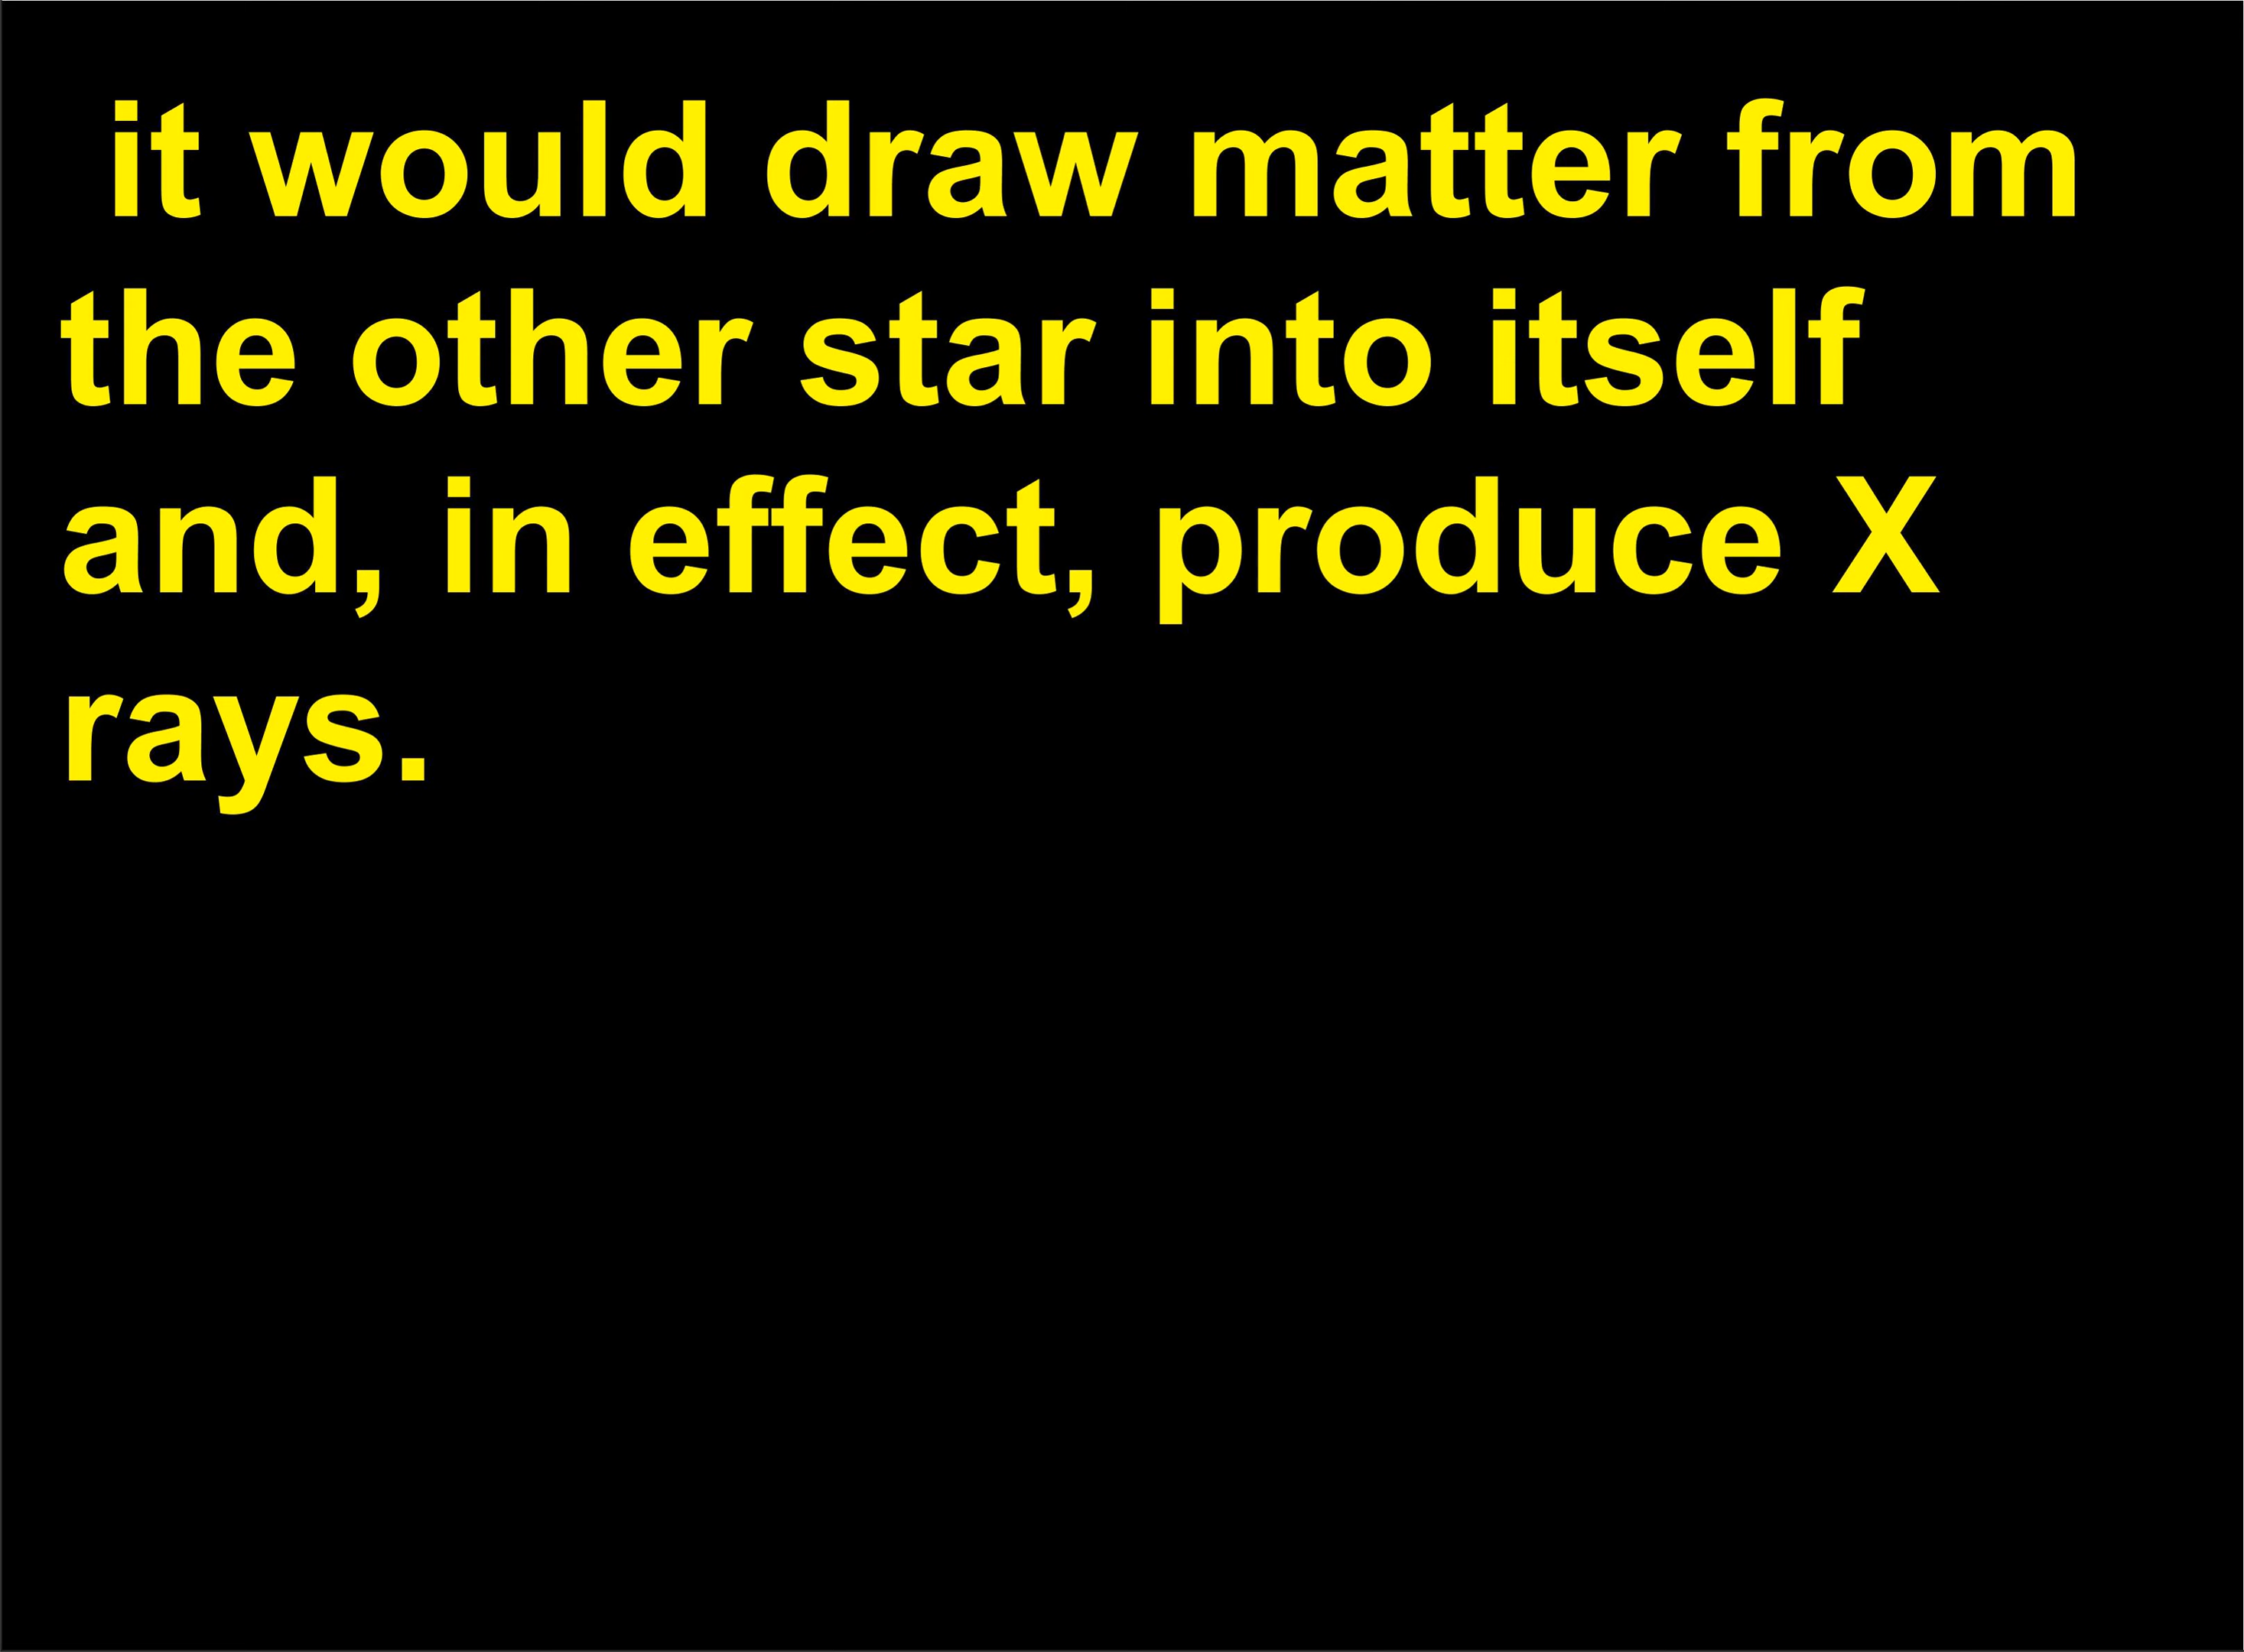 it would draw matter from
the other star into itself
and, in effect, produce X
rays.